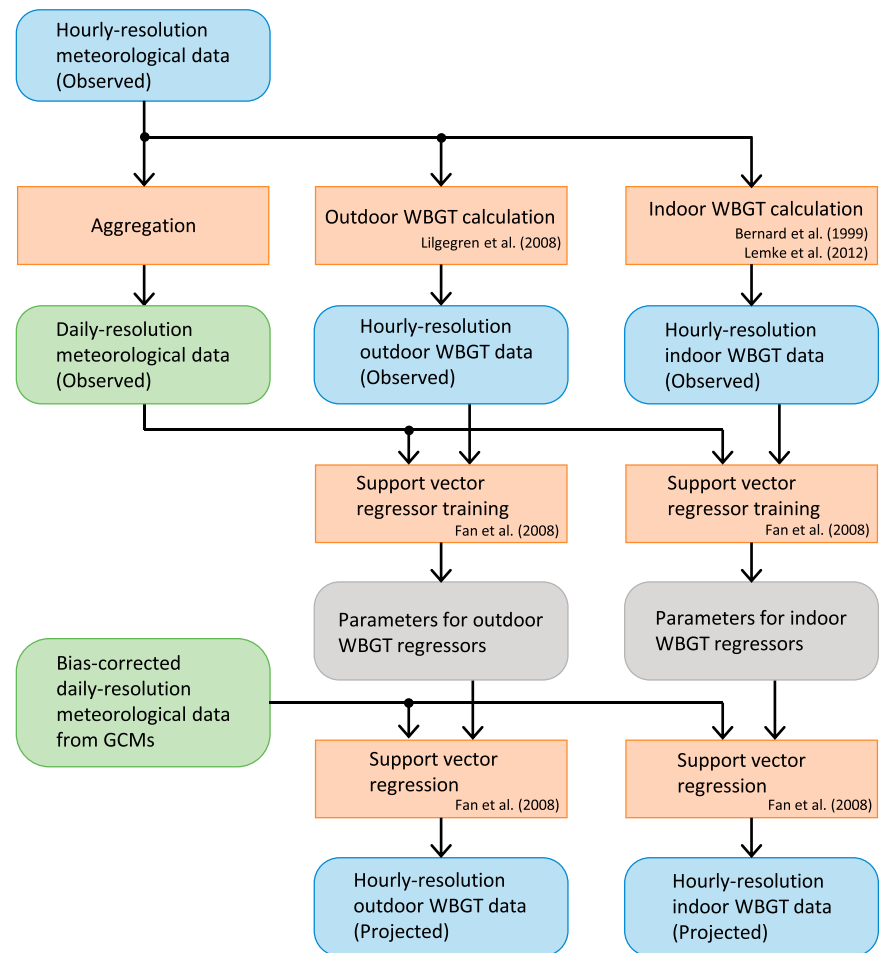 Hourly-resolution
meteorological data
(Observed)
Aggregation
Outdoor WBGT calculation
Lilgegren et al. (2008)
Indoor WBGT calculation
Bernard et al. (1999)
Lemke et al. (2012)
Daily-resolution
meteorological data
(Observed)
Hourly-resolution
outdoor WBGT data
(Observed)
Hourly-resolution
indoor WBGT data
(Observed)
Support vector
regressor training
Fan et al. (2008)
Support vector
regressor training
Fan et al. (2008)
Parameters for outdoor
WBGT regressors
Parameters for indoor
WBGT regressors
Bias-corrected
daily-resolution
meteorological data
from GCMs
Support vector
regression
Fan et al. (2008)
Support vector
regression
Fan et al. (2008)
Hourly-resolution
outdoor WBGT data
(Projected)
Hourly-resolution
indoor WBGT data
(Projected)